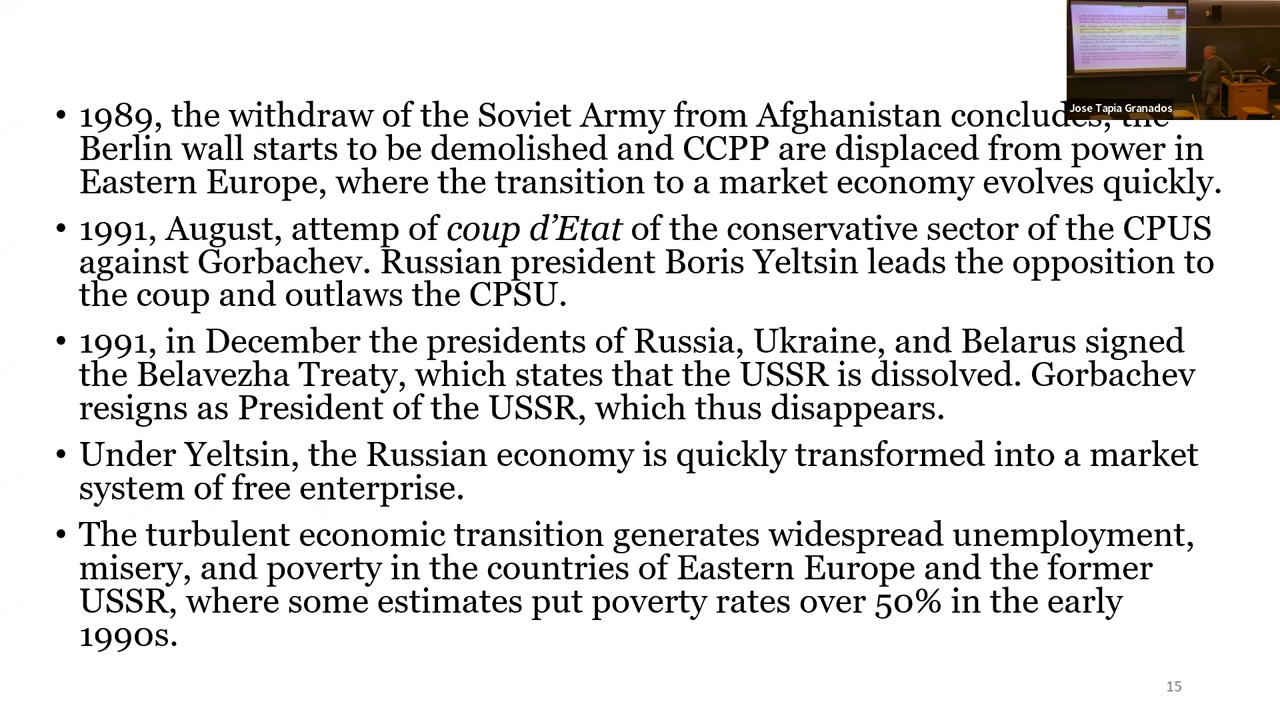 • 1989, the withdraw of the Soviet Army from Afghanistan concludes, the
Berlin wall starts to be demolished and CCPP are displaced from power in
Eastern Europe, where the transition to a market economy evolves quickly.
• 1991, August, attemp of coup d’Etat of the conservative sector of the CPUS
against Gorbachev. Russian president Boris Yeltsin leads the opposition to
the coup and outlaws the CPSU.
• 1991, in December the presidents of Russia, Ukraine, and Belarus signed
the Belavezha Treaty, which states that the USSR is dissolved. Gorbachev
resigns as President of the USSR, which thus disappears.
• Under Yeltsin, the Russian economy is quickly transformed into a market
system of free enterprise.
• The turbulent economic transition generates widespread unemployment,
misery, and poverty in the countries of Eastern Europe and the former
USSR, where some estimates put poverty rates over 50% in the early
1990s.
15
Jose Tapia Granados